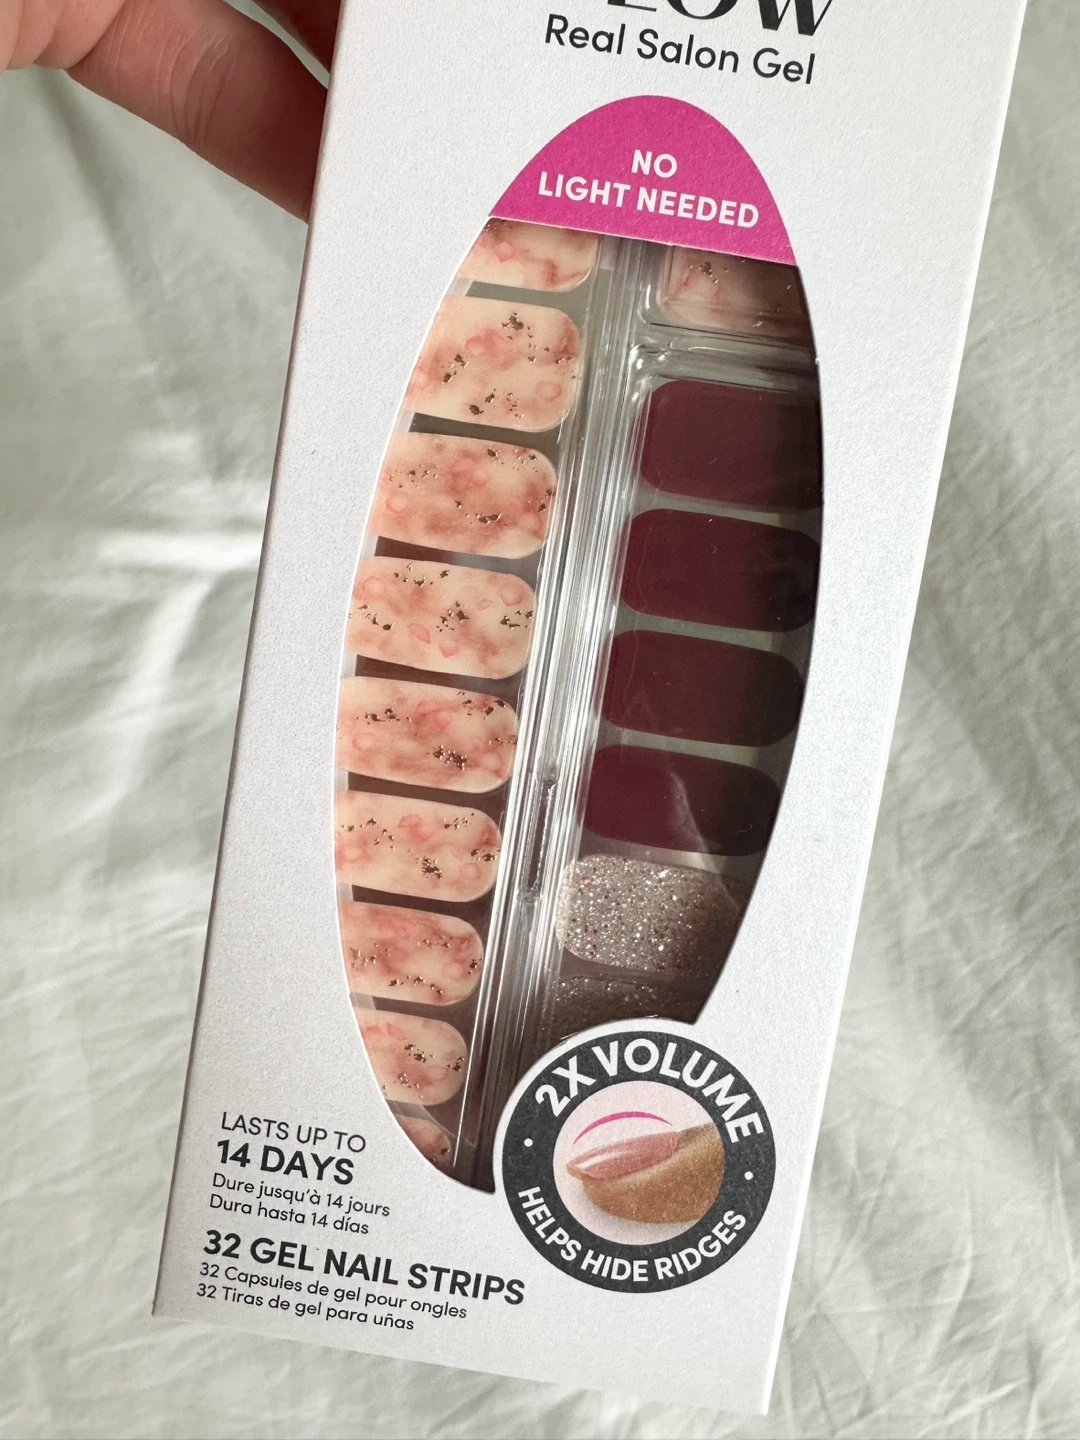 Real Salon Gel
NO
LIGHT NEEDED
2X VOLUME
HELPS HIDE RIDGES
LASTS UP TO
14 DAYS
Dure jusqu'à 14 jours
Dura hasta 14 días
32 GEL NAIL STRIPS
32 Capsules de gel pour ongles
32 Tiras de gel para uñas